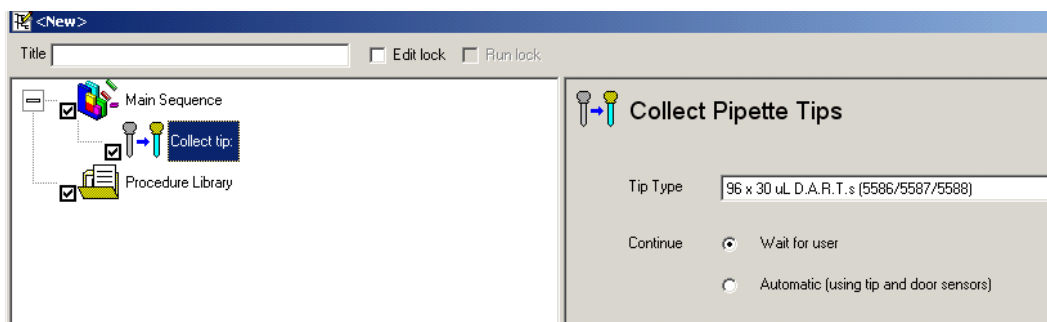 <New>
Title Edit lock Run lock
Main Sequence
Collect tip:
Procedure Library
Collect Pipette Tips
Tip Type 96 x 30 uL D.A.R.T.s (5586/5587/5588)
Continue Wait for user
Automatic (using tip and door sensors)